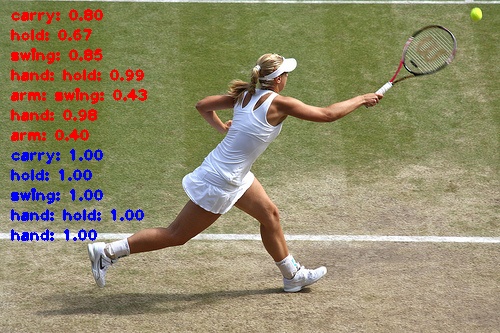 carry: 0.80
hold: 0.67
swing: 0.85
hand: hold: 0.99
arm: swing: 0.43
hand: 0.98
arm: 0.40
carry: 1.00
hold: 1.00
swing: 1.00
hand: hold: 1.00
hand: 1.00